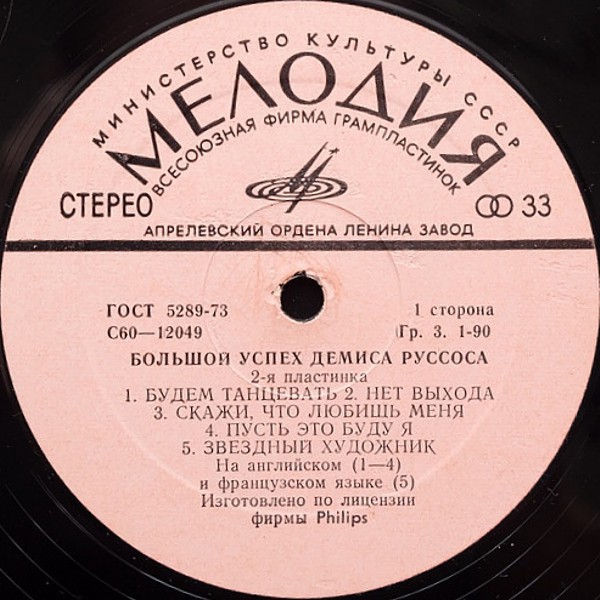 МИНИСТЕРСТВО КУЛЬТУРЫ СССР
МЕЛОДИЯ
ВСЕСОЮЗНАЯ ФИРМА ГРАМПЛАСТИНОК
СТЕРЕО 33
АПРЕЛЕВСКИЙ ОРДЕНА ЛЕНИНА ЗАВОД
ГОСТ 5289-73 1 сторона
С60—12049 Гр. 3. 1-90
БОЛЬШОЙ УСПЕХ ДЕМИСА РУССОСА
2-я пластинка
1. БУДЕМ ТАНЦЕВАТЬ 2. НЕТ ВЫХОДА
3. СКАЖИ, ЧТО ЛЮБИШЬ МЕНЯ
4. ПУСТЬ ЭТО БУДУ Я
5. ЗВЕЗДНЫЙ ХУДОЖНИК
На английском (1—4)
и французском языке (5)
Изготовлено по лицензии
фирмы Philips